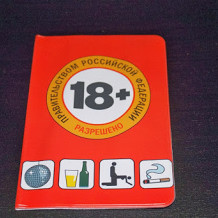 ПРАВИТЕЛЬСТВОМ РОССИЙСКОЙ ФЕДЕРАЦИИ
18+
РАЗРЕШЕНО